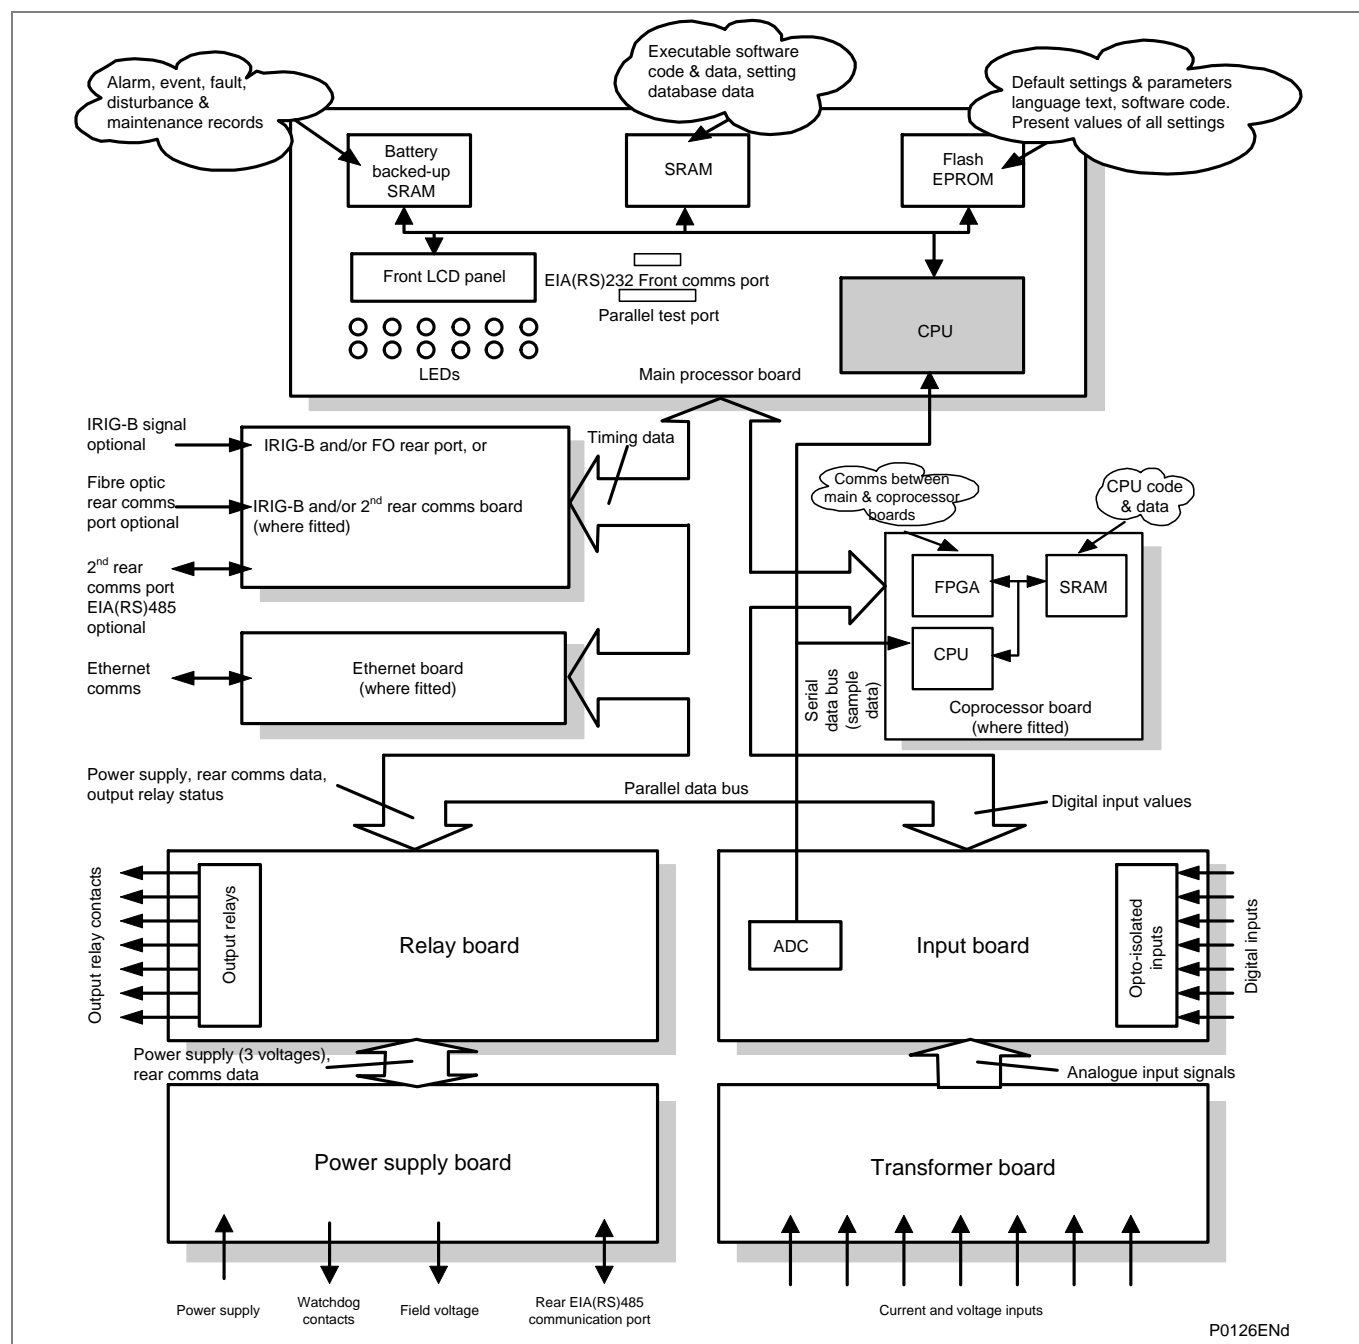 Alarm, event, fault,
disturbance &
maintenance records
Executable software
code & data, setting
database data
Default settings & parameters
language text, software code.
Present values of all settings
Battery
backed-up
SRAM
SRAM
Flash
EPROM
Front LCD panel
EIA(RS)232 Front comms port
Parallel test port
CPU
LEDs
Main processor board
IRIG-B signal
optional
Fibre optic
rear comms
port optional
2nd rear
comms port
EIA(RS)485
optional
IRIG-B and/or FO rear port, or
IRIG-B and/or 2nd rear comms board
(where fitted)
Timing data
Comms between
main & coprocessor
boards
CPU code
& data
FPGA
SRAM
CPU
Coprocessor board
(where fitted)
Serial
data bus
(sample
data)
Ethernet
comms
Ethernet board
(where fitted)
Power supply, rear comms data,
output relay status
Parallel data bus
Digital input values
Output relay contacts
Output relays
Relay board
ADC
Input board
Opto-isolated
inputs
Digital inputs
Power supply (3 voltages),
rear comms data
Analogue input signals
Power supply board
Transformer board
Power supply
Watchdog
contacts
Field voltage
Rear EIA(RS)485
communication port
Current and voltage inputs
P0126ENd